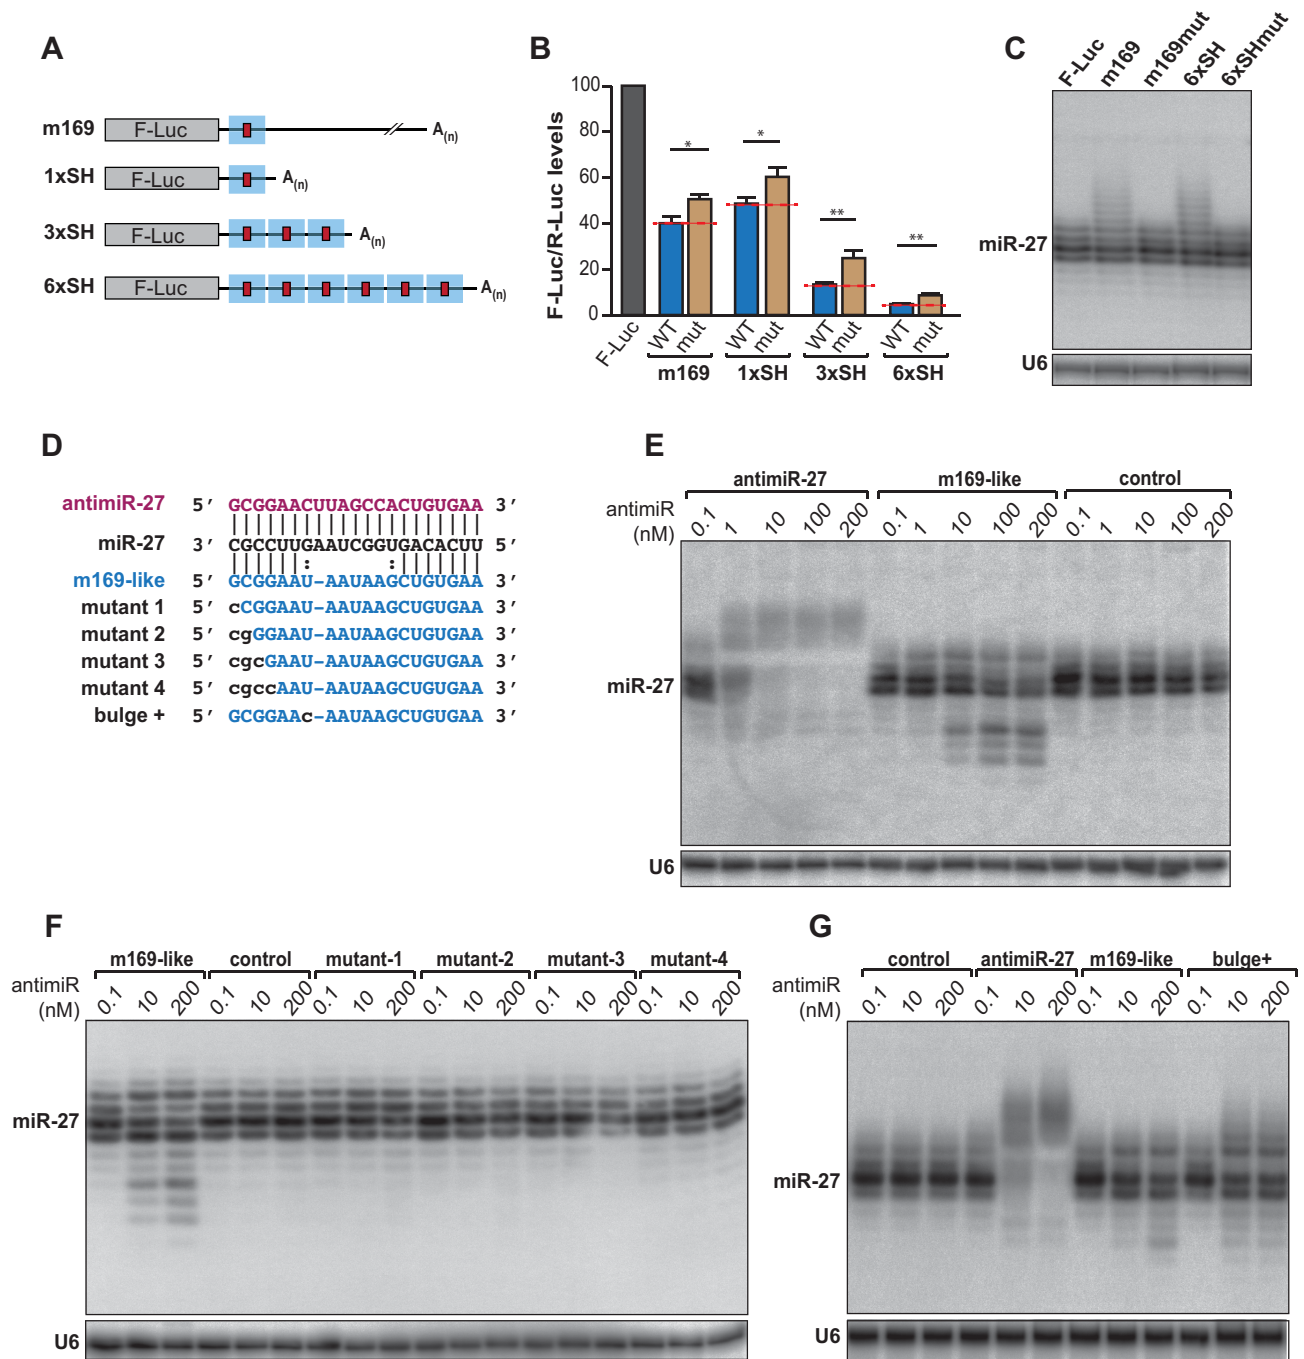 A
m169 F-Luc A(n)
1xSH F-Luc A(n)
3xSH F-Luc A(n)
6xSH F-Luc A(n)
B
F-Luc/R-Luc levels
100
80
60
40
20
0
* * ** **
F-Luc WT mut WT mut WT mut WT mut
m169 1xSH 3xSH 6xSH
C
F-Luc m169 m169mut 6xSH 6xSHmut
miR-27
U6
D
antimiR-27 5′ GCGGAACUUAGCCACUGUGAA 3′
miR-27 3′ CGCCUUGAAUCGGUGACACUU 5′
m169-like 5′ GCGGAAU-AAUAAGCUGUGAA 3′
mutant 1 5′ cCGGAAU-AAUAAGCUGUGAA 3′
mutant 2 5′ cgGGAAU-AAUAAGCUGUGAA 3′
mutant 3 5′ cgcGAAU-AAUAAGCUGUGAA 3′
mutant 4 5′ cgccAAU-AAUAAGCUGUGAA 3′
bulge + 5′ GCGGAAc-AAUAAGCUGUGAA 3′
E
antimiR-27 m169-like control
antimiR (nM) 0.1 1 10 100 200 0.1 1 10 100 200 0.1 1 10 100 200
miR-27
U6
F
m169-like control mutant-1 mutant-2 mutant-3 mutant-4
antimiR (nM) 0.1 10 200 0.1 10 200 0.1 10 200 0.1 10 200 0.1 10 200 0.1 10 200
miR-27
U6
G
control antimiR-27 m169-like bulge+
antimiR (nM) 0.1 10 200 0.1 10 200 0.1 10 200 0.1 10 200
miR-27
U6